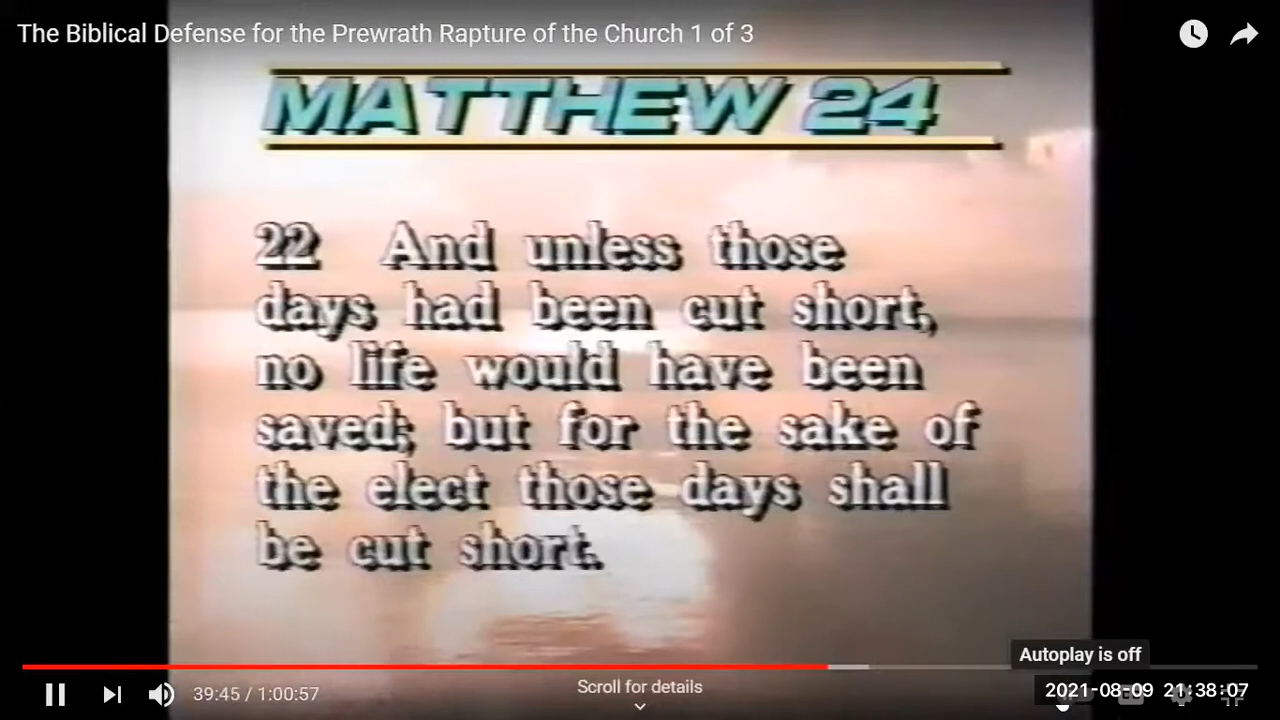 The Biblical Defense for the Prewrath Rapture of the Church 1 of 3
MATTHEW 24
22 And unless those
days had been cut short,
no life would have been
saved; but for the sake of
the elect those days shall
be cut short.
Autoplay is off
39:45 / 1:00:57
Scroll for details
2021-08-09 21:38:07